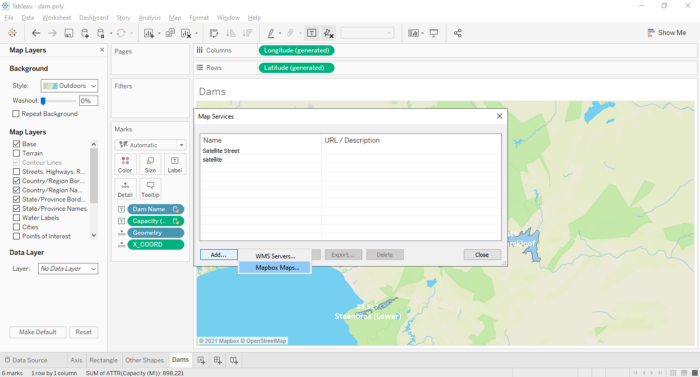 Tableau - dam poly
File Data Worksheet Dashboard Story Analysis Map Format Window Help
Show Me
Map Layers
Background
Style: Outdoors
Washout: 0%
Repeat Background
Map Layers
Base
Terrain
Contour Lines
Streets, Highways, R...
Country/Region Bor...
Country/Region Na...
State/Province Bord...
State/Province Names
Water Labels
Cities
Points of Interest
Data Layer
Layer: No Data Layer
Make Default Reset
Pages
Filters
Marks
Automatic
Color Size Label
Detail Tooltip
Dam Name
Capacity (..
Geometry
X_COORD
Columns Longitude (generated)
Rows Latitude (generated)
Dams
Map Services
Name URL / Description
Satellite Street
satellite
Add... Export... Delete Close
WMS Servers...
Mapbox Maps...
Steenbras (Lower)
© 2021 Mapbox © OpenStreetMap
Data Source Axis Rectangle Other Shapes Dams
6 marks 1 row by 1 column SUM of ATTR(Capacity (Ml)): 898,221